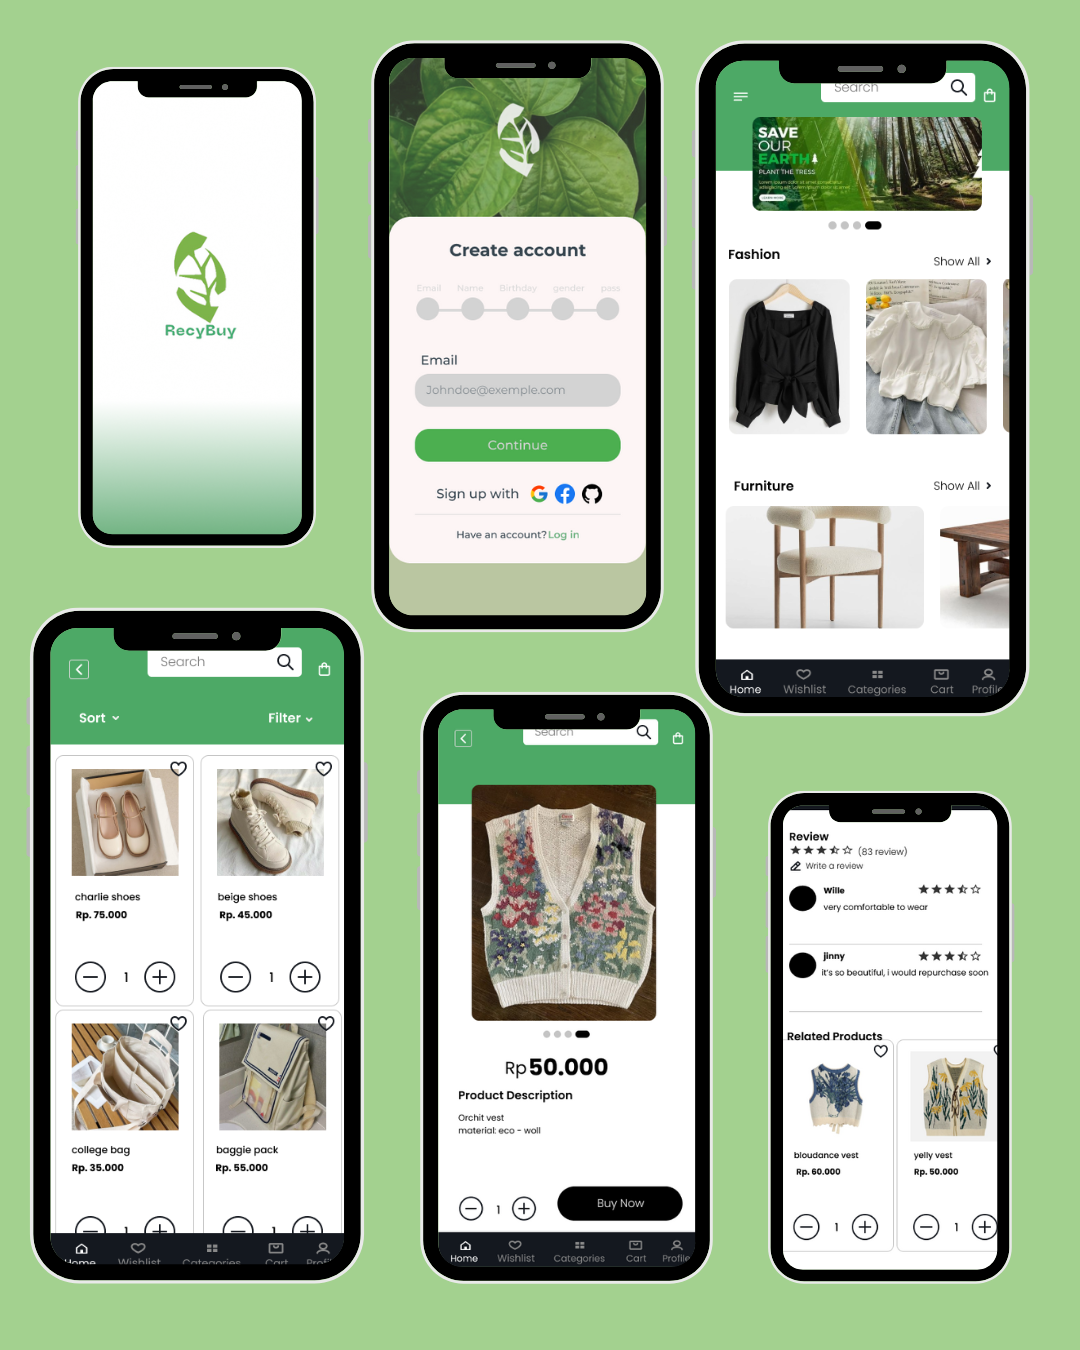 RecyBuy
Create account
Email Name Birthday gender pass
Email
Johndoe@exemple.com
Continue
Sign up with
Have an account? Log in
Search
SAVE
OUR
EARTH
PLANT THE TRESS
Fashion
Show All
Furniture
Show All
Home Wishlist Categories Cart Profile
Search
Sort
Filter
charlie shoes
Rp. 75.000
1
beige shoes
Rp. 45.000
1
college bag
Rp. 35.000
1
baggie pack
Rp. 55.000
1
Home Wishlist Categories Cart Profil
Search
Rp 50.000
Product Description
Orchit vest
material: eco - woll
1
Buy Now
Home Wishlist Categories Cart Profile
Review
(83 review)
Write a review
Wille
very comfortable to wear
jinny
it's so beautiful, i would repurchase soon
Related Products
bloudance vest
Rp. 60.000
1
yelly vest
Rp. 50.000
1